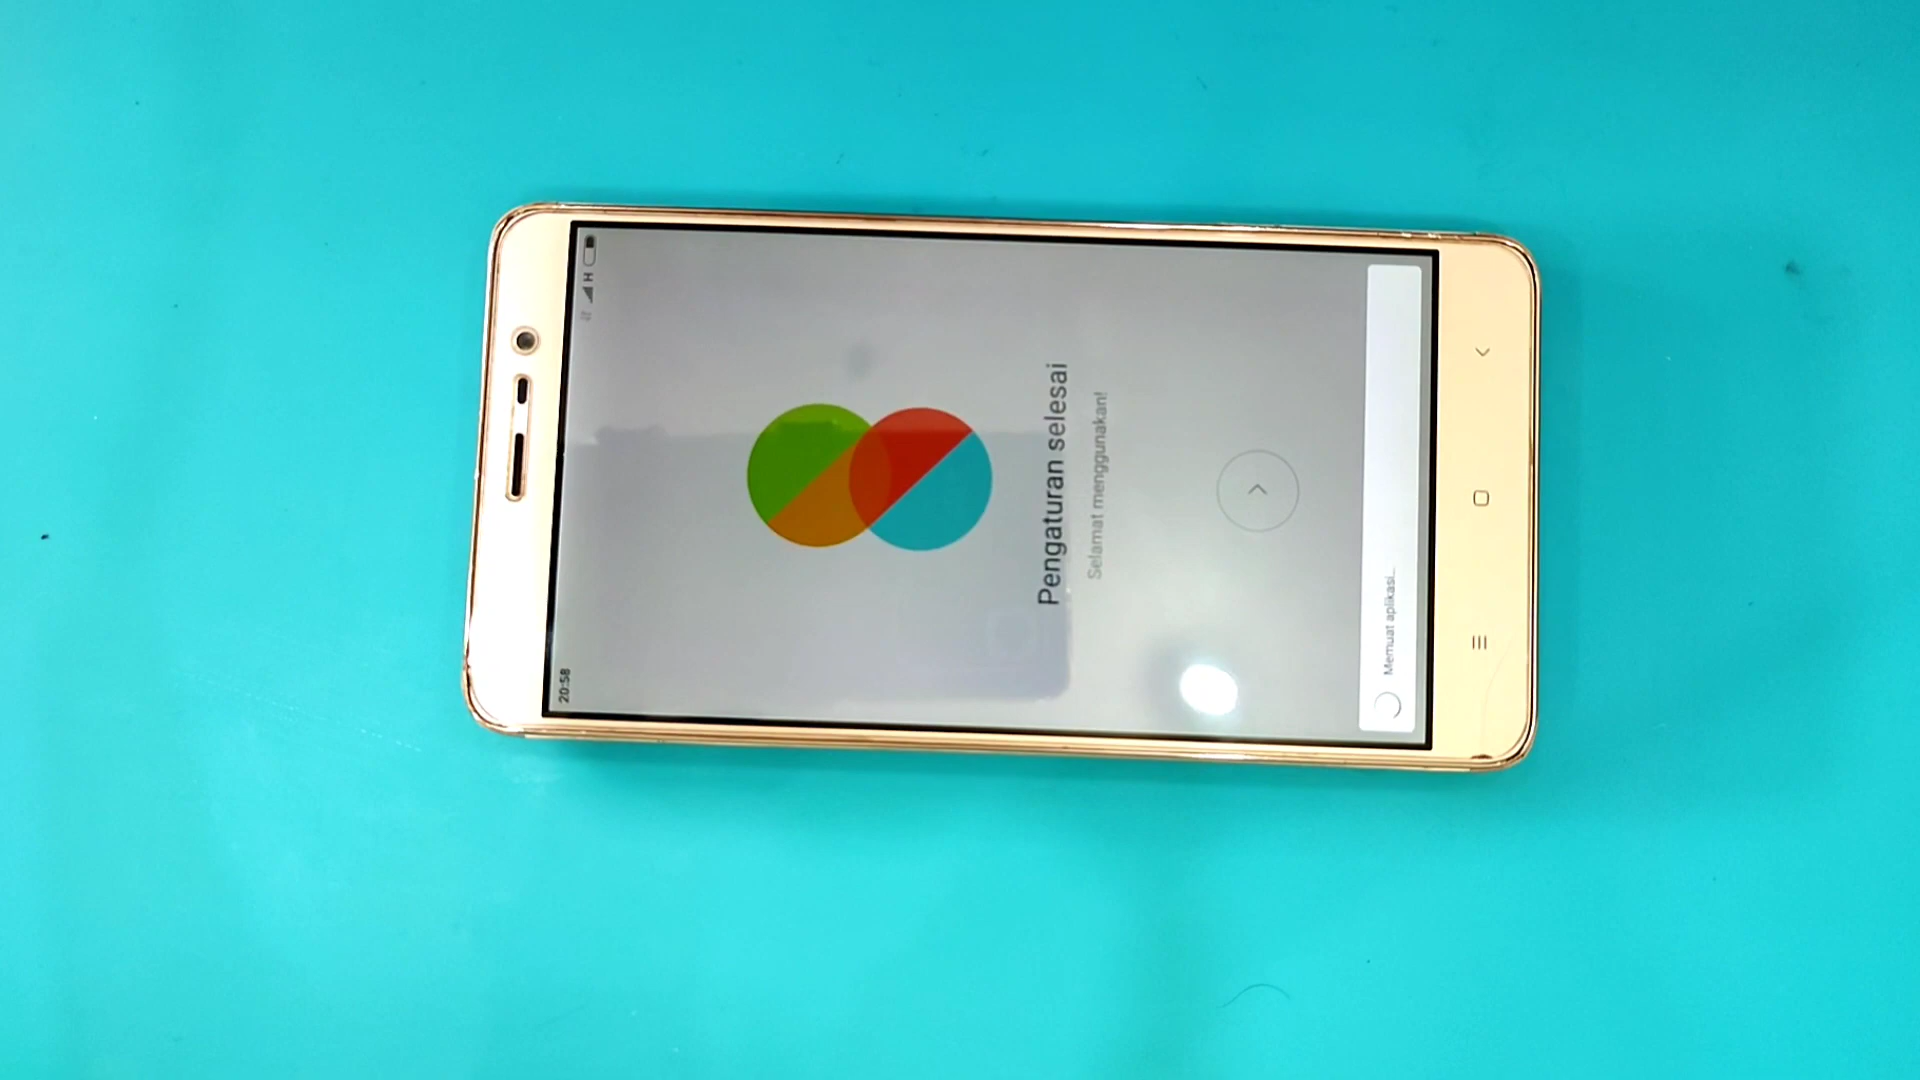 20:58
H
Pengaturan selesai
Selamat menggunakan!
Memuat aplikasi...